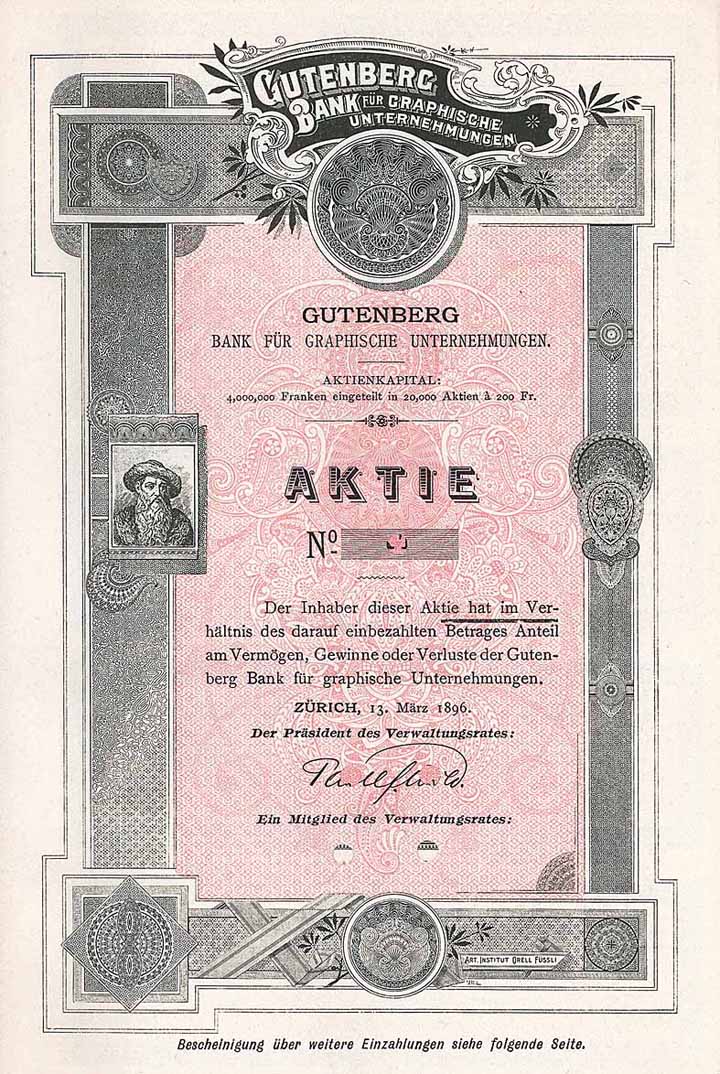 GUTENBERG
BANK FÜR GRAPHISCHE
UNTERNEHMUNGEN
GUTENBERG
BANK FÜR GRAPHISCHE UNTERNEHMUNGEN.
AKTIENKAPITAL:
4,000,000 Franken eingeteilt in 20,000 Aktien à 200 Fr.
AKTIE
No
Der Inhaber dieser Aktie hat im Ver-
hältnis des darauf einbezahlten Betrages Anteil
am Vermögen, Gewinne oder Verluste der Guten-
berg Bank für graphische Unternehmungen.
ZÜRICH, 13. März 1896.
Der Präsident des Verwaltungsrates:
Ein Mitglied des Verwaltungsrates:
ART. INSTITUT ORELL FÜSSLI
Bescheinigung über weitere Einzahlungen siehe folgende Seite.